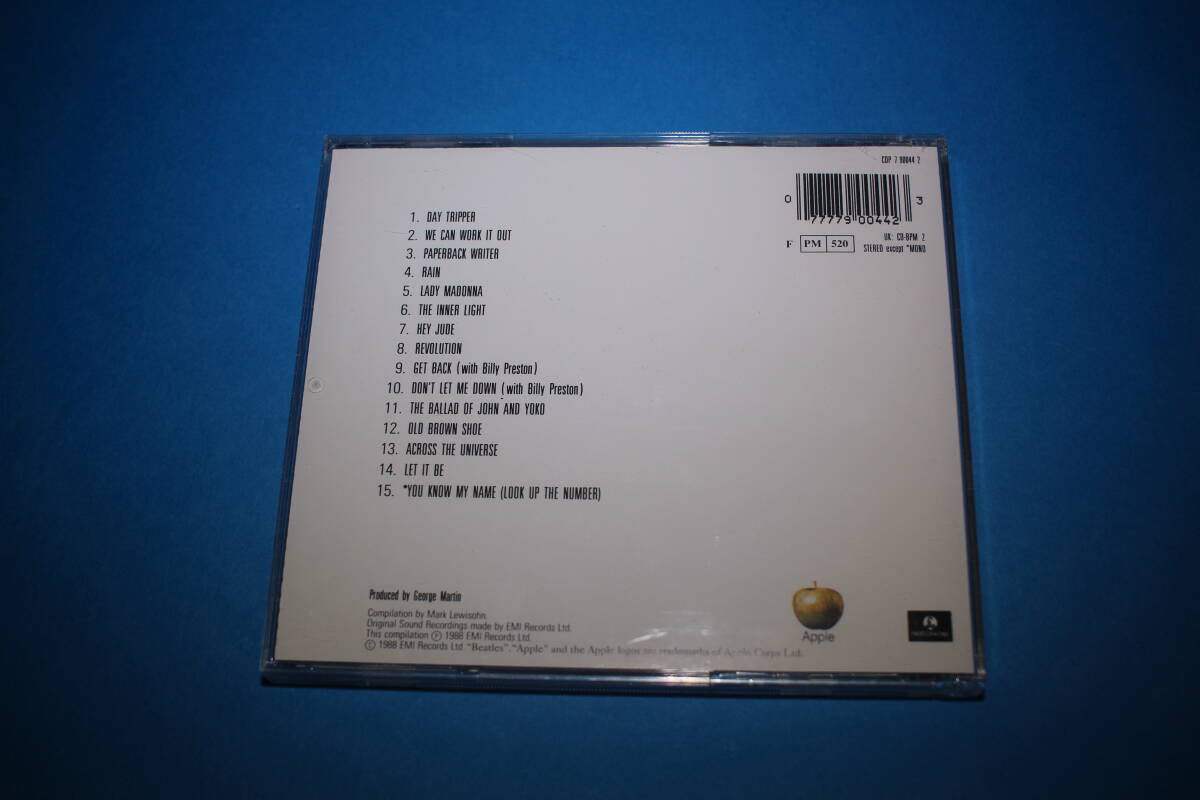 CDP 7 90044 2
0 77779 00442 3
F PM 520
UK: CD-BPM 2
STEREO except *MONO
1. DAY TRIPPER
2. WE CAN WORK IT OUT
3. PAPERBACK WRITER
4. RAIN
5. LADY MADONNA
6. THE INNER LIGHT
7. HEY JUDE
8. REVOLUTION
9. GET BACK (with Billy Preston)
10. DON'T LET ME DOWN (with Billy Preston)
11. THE BALLAD OF JOHN AND YOKO
12. OLD BROWN SHOE
13. ACROSS THE UNIVERSE
14. LET IT BE
15. *YOU KNOW MY NAME (LOOK UP THE NUMBER)
Produced by George Martin
Compilation by Mark Lewisohn.
Original Sound Recordings made by EMI Records Ltd.
This compilation ℗ 1988 EMI Records Ltd.
© 1988 EMI Records Ltd. "Beatles". "Apple" and the Apple logos are trademarks of Apple Corps Ltd.
Apple
PARLOPHONE